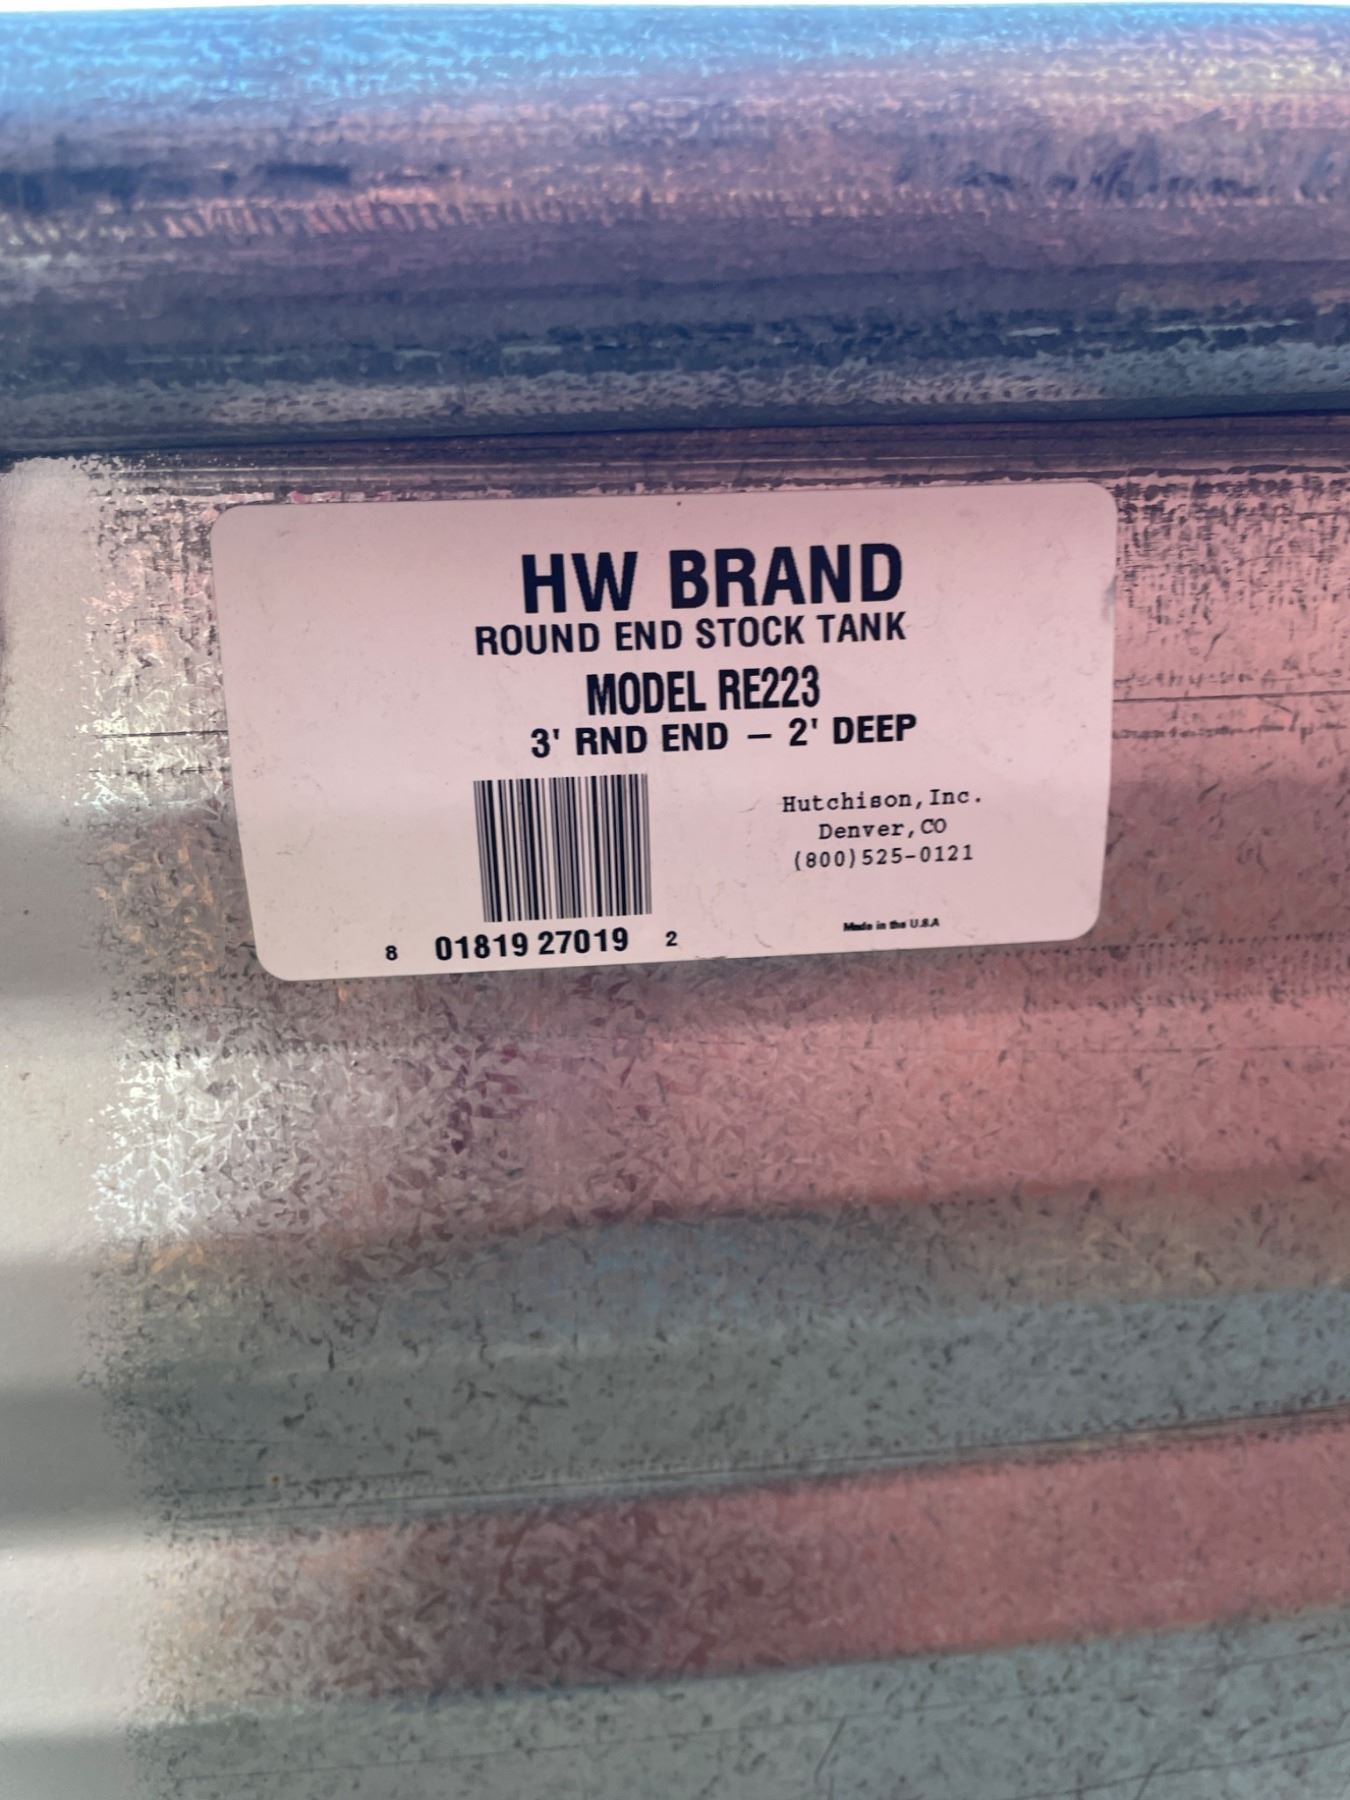 HW BRAND
ROUND END STOCK TANK
MODEL RE223
3' RND END – 2' DEEP
Hutchison,Inc.
Denver,CO
(800)525-0121
Made in the U.S.A
8 01819 27019 2